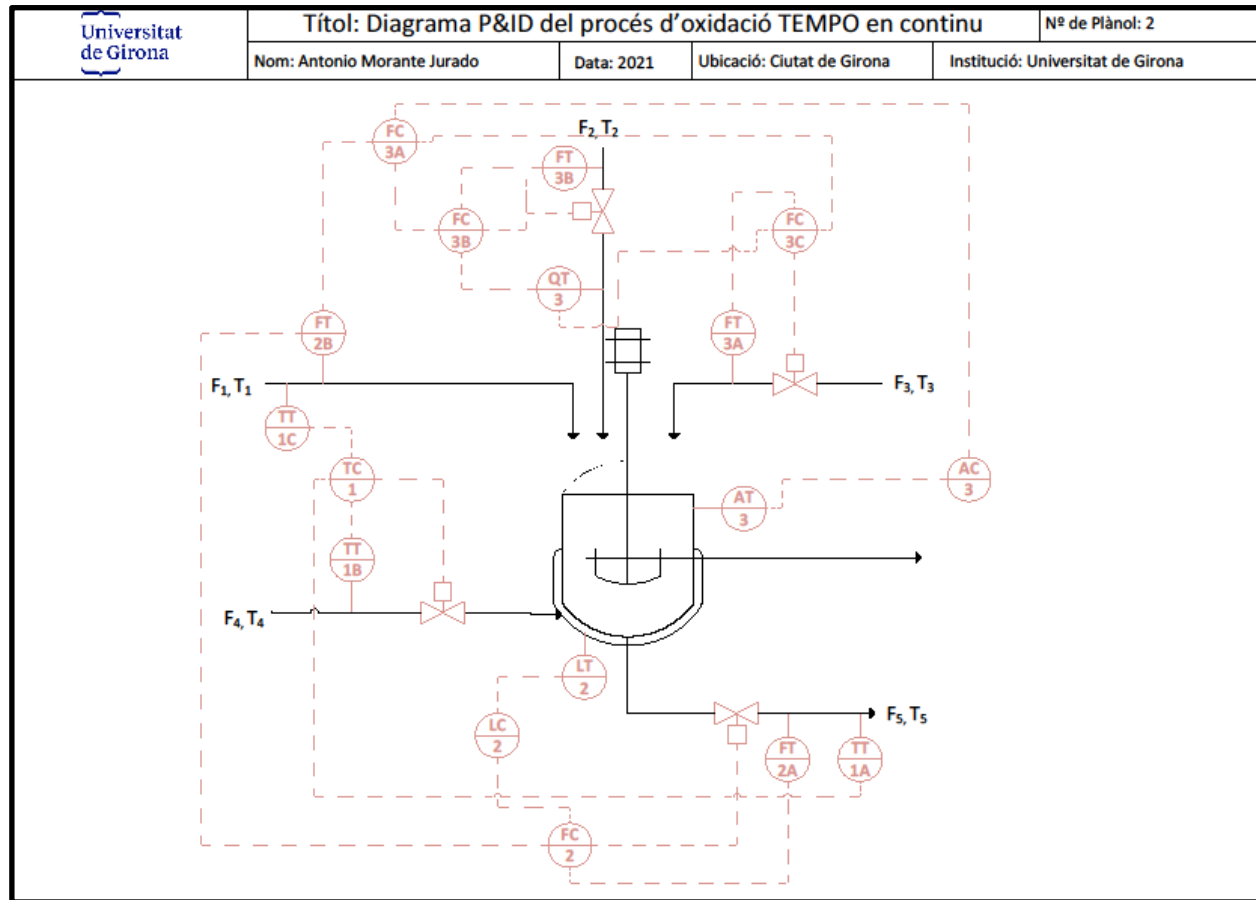 Universitat
de Girona
Títol: Diagrama P&ID del procés d'oxidació TEMPO en continu
Nº de Plànol: 2
Nom: Antonio Morante Jurado
Data: 2021
Ubicació: Ciutat de Girona
Institució: Universitat de Girona
F₂, T₂
FC
3A
FT
3B
FC
3B
FC
3C
QT
3
FT
2B
FT
3A
F₁, T₁
F₃, T₃
TT
1C
TC
1
AC
3
AT
3
TT
1B
F₄, T₄
LT
2
LC
2
F₅, T₅
FT
2A
TT
1A
FC
2